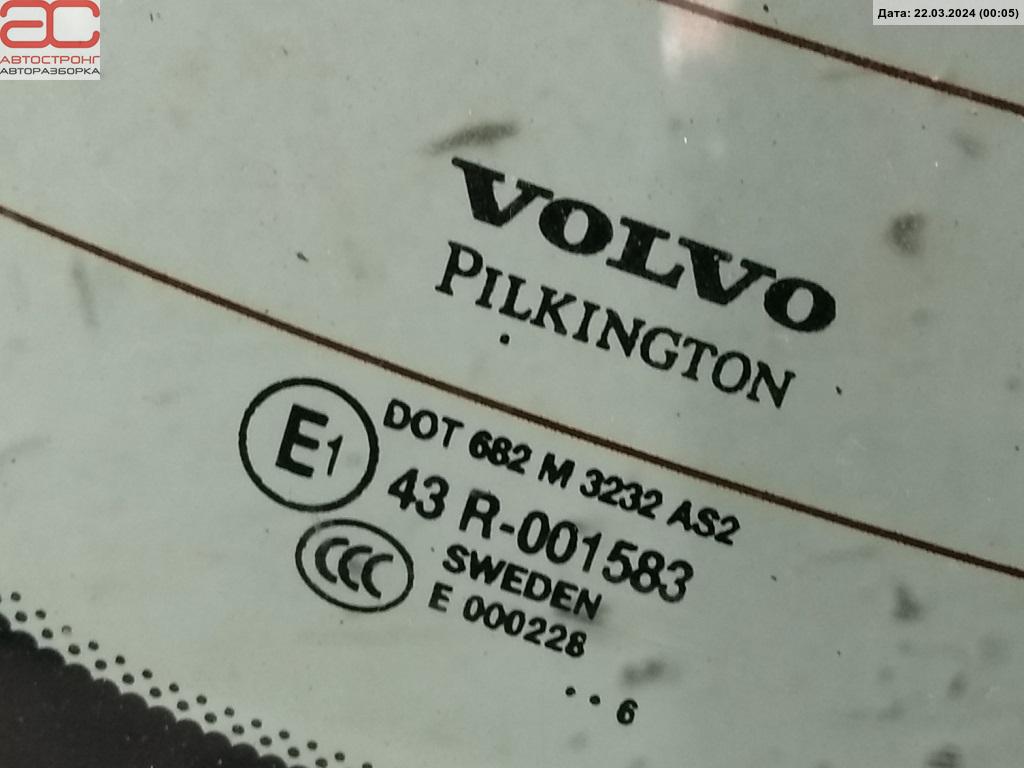 Дата: 22.03.2024 (00:05)
АС
АВТОСТРОНГ
АВТОРАЗБОРКА
VOLVO
PILKINGTON
E1
DOT 682 M 3232 AS2
43 R-001583
CCC
SWEDEN
E 000228
. . 6